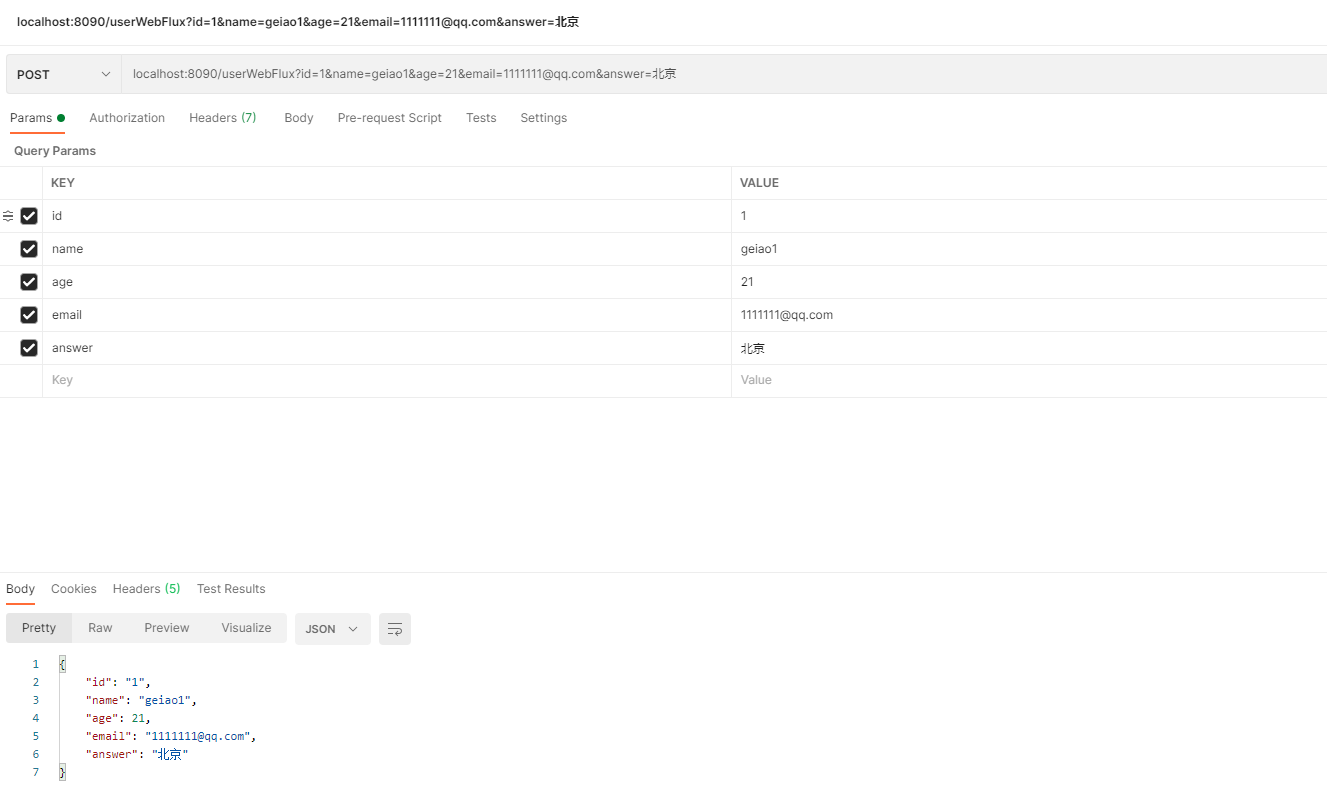 localhost:8090/userWebFlux?id=1&name=geiao1&age=21&email=1111111@qq.com&answer=北京
POST localhost:8090/userWebFlux?id=1&name=geiao1&age=21&email=1111111@qq.com&answer=北京
Params Authorization Headers (7) Body Pre-request Script Tests Settings
Query Params
KEY VALUE
id 1
name geiao1
age 21
email 1111111@qq.com
answer 北京
Key Value
Body Cookies Headers (5) Test Results
Pretty Raw Preview Visualize JSON
1 {
2 "id": "1",
3 "name": "geiao1",
4 "age": 21,
5 "email": "1111111@qq.com",
6 "answer": "北京"
7 }